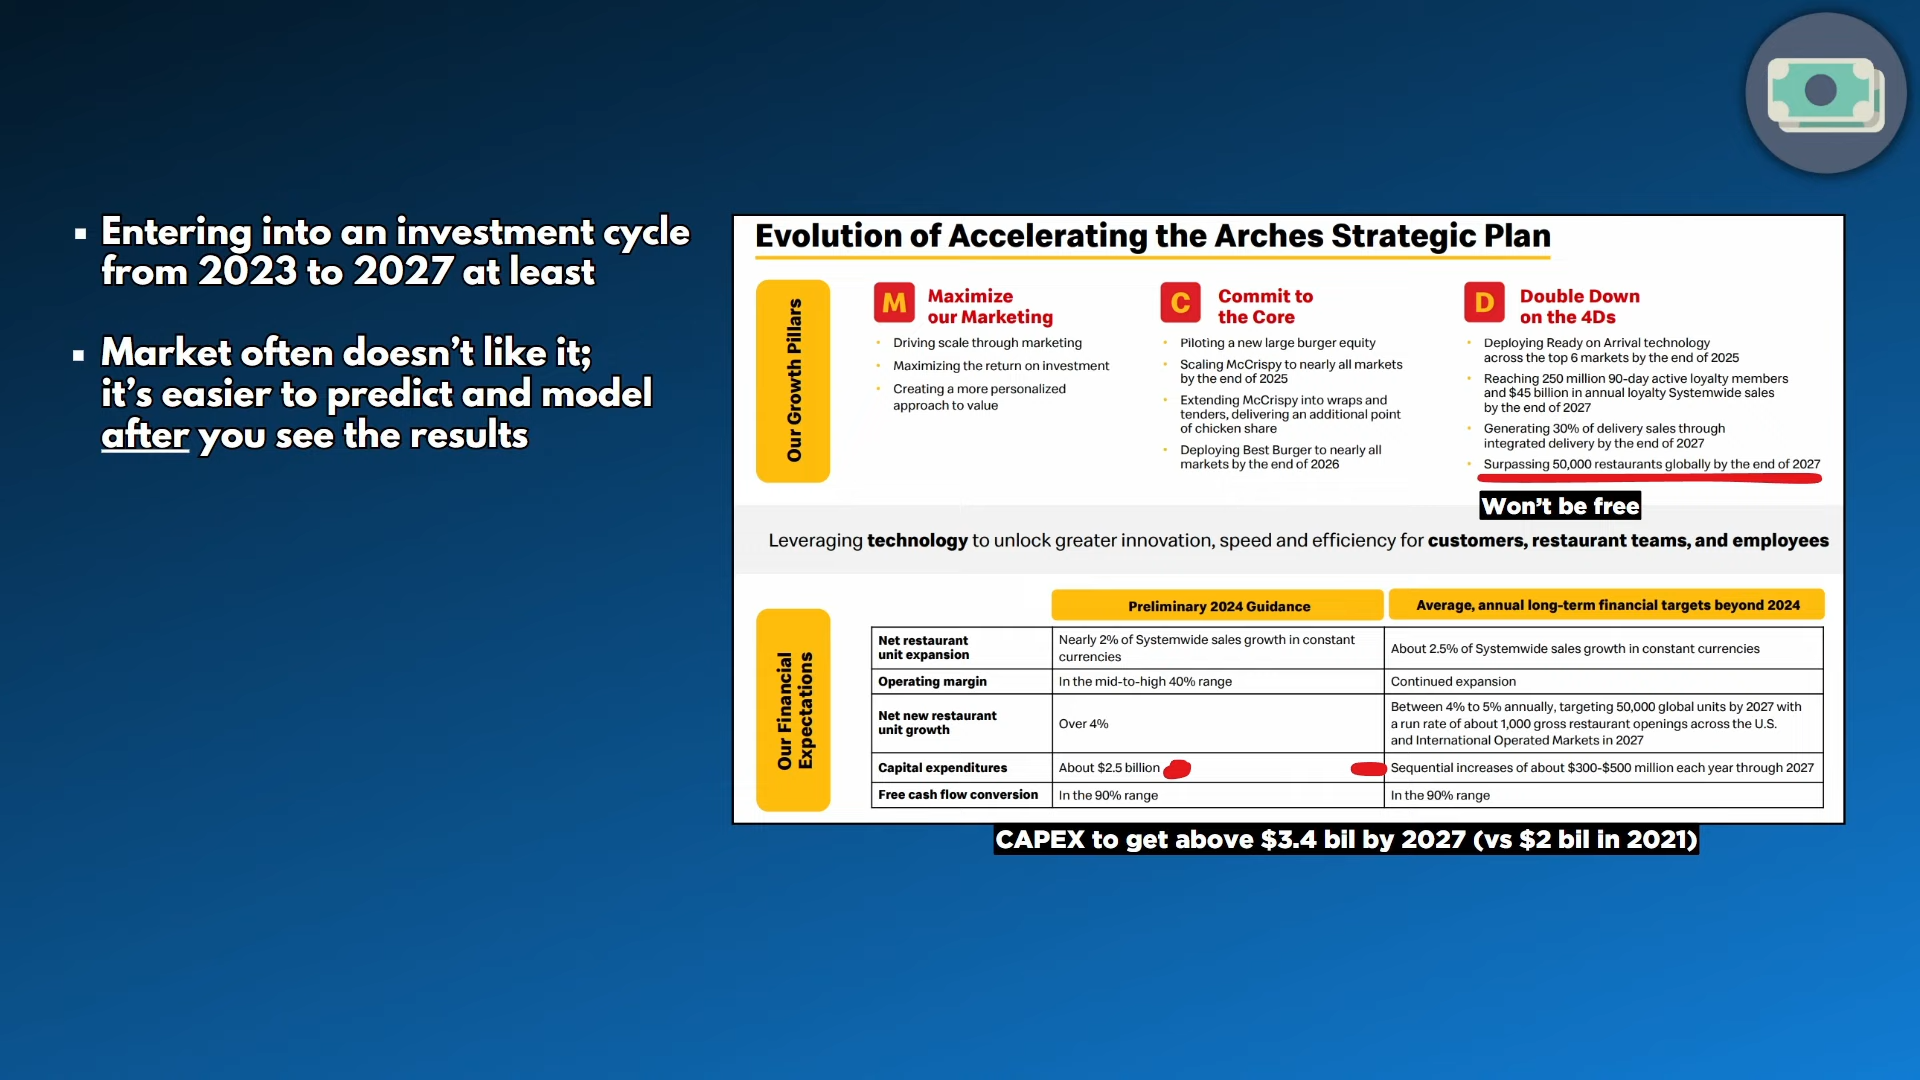 Entering into an investment cycle
from 2023 to 2027 at least
Market often doesn't like it;
it's easier to predict and model
after you see the results
Evolution of Accelerating the Arches Strategic Plan
Our Growth Pillars
M
Maximize
our Marketing
Driving scale through marketing
Maximizing the return on investment
Creating a more personalized
approach to value
C
Commit to
the Core
Piloting a new large burger equity
Scaling McCrispy to nearly all markets
by the end of 2025
Extending McCrispy into wraps and
tenders, delivering an additional point
of chicken share
Deploying Best Burger to nearly all
markets by the end of 2026
D
Double Down
on the 4Ds
Deploying Ready on Arrival technology
across the top 6 markets by the end of 2025
Reaching 250 million 90-day active loyalty members
and $45 billion in annual loyalty Systemwide sales
by the end of 2027
Generating 30% of delivery sales through
integrated delivery by the end of 2027
Surpassing 50,000 restaurants globally by the end of 2027
Won't be free
Leveraging technology to unlock greater innovation, speed and efficiency for customers, restaurant teams, and employees
Our Financial
Expectations
Preliminary 2024 Guidance
Average, annual long-term financial targets beyond 2024
Net restaurant
unit expansion
Nearly 2% of Systemwide sales growth in constant
currencies
About 2.5% of Systemwide sales growth in constant currencies
Operating margin
In the mid-to-high 40% range
Continued expansion
Net new restaurant
unit growth
Over 4%
Between 4% to 5% annually, targeting 50,000 global units by 2027 with
a run rate of about 1,000 gross restaurant openings across the U.S.
and International Operated Markets in 2027
Capital expenditures
About $2.5 billion
Sequential increases of about $300-$500 million each year through 2027
Free cash flow conversion
In the 90% range
In the 90% range
CAPEX to get above $3.4 bil by 2027 (vs $2 bil in 2021)